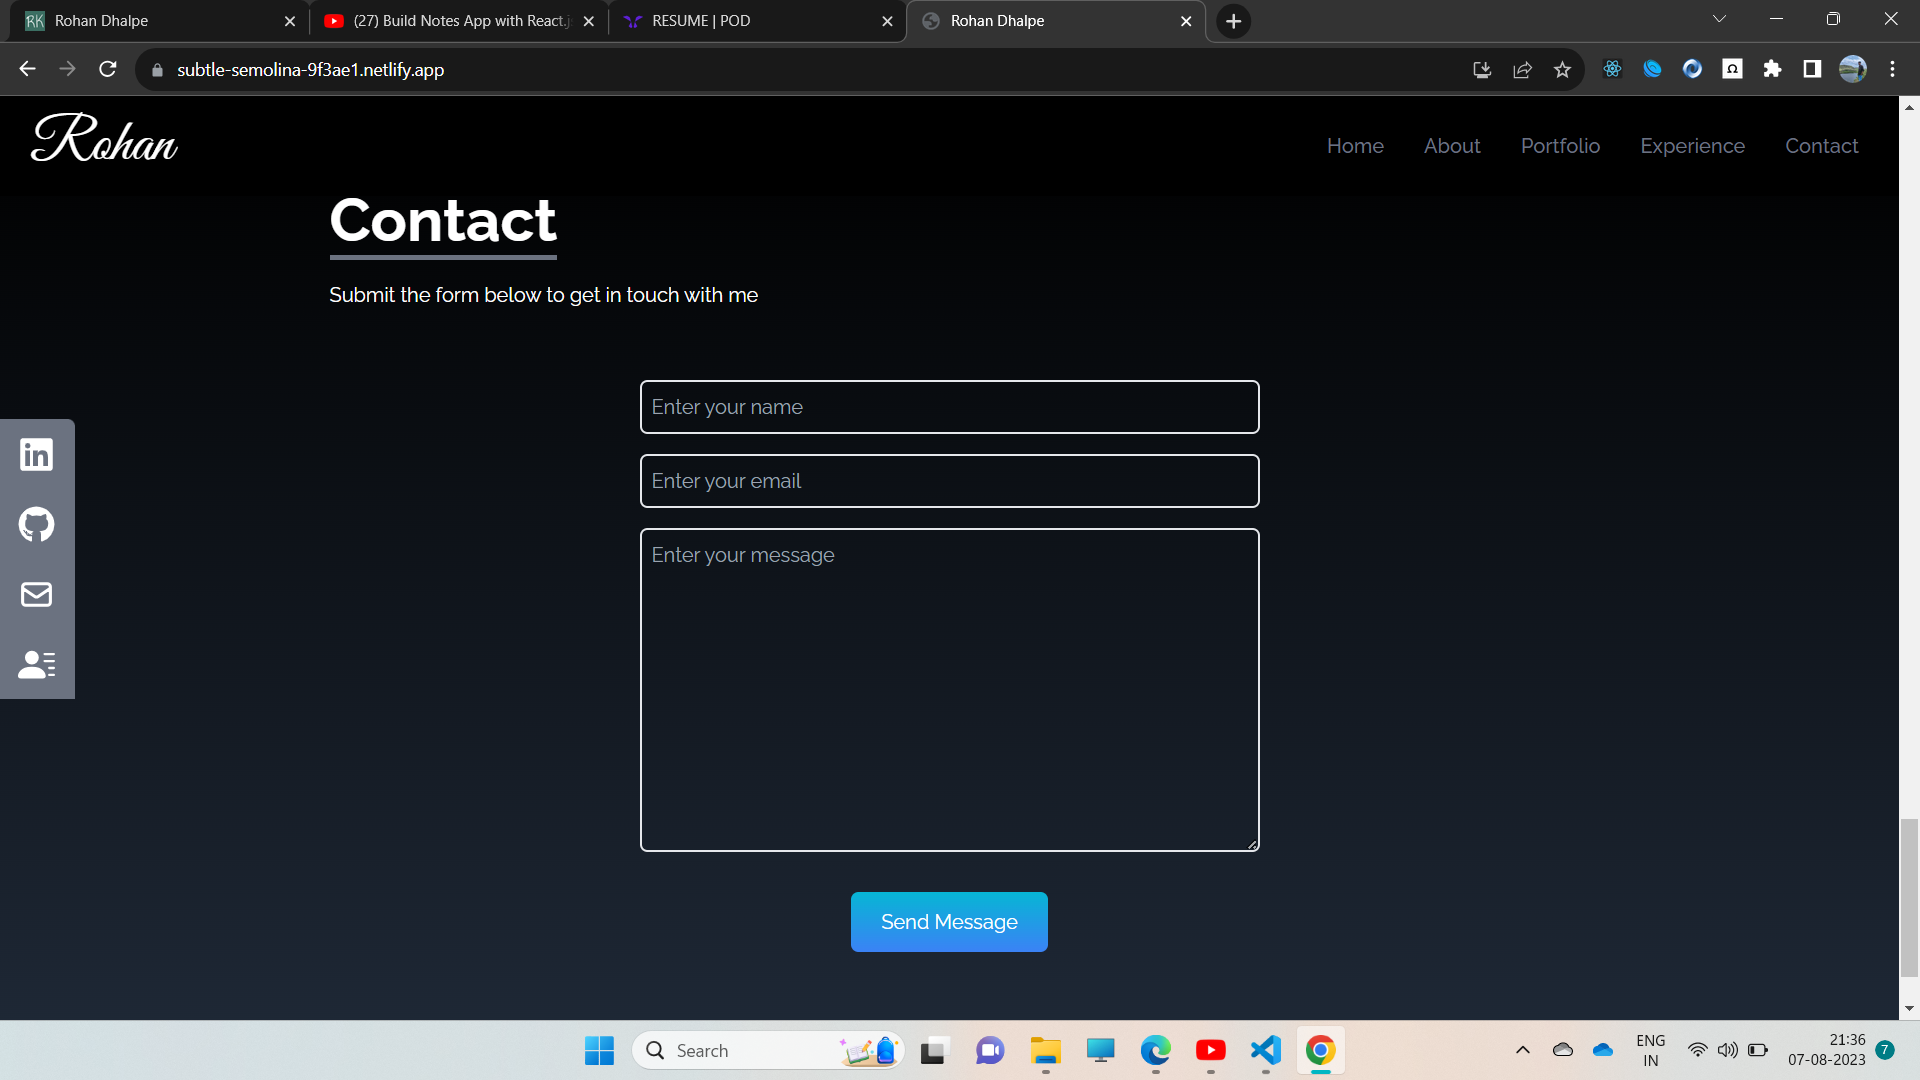 RK Rohan Dhalpe
(27) Build Notes App with React.j
RESUME | POD
Rohan Dhalpe
subtle-semolina-9f3ae1.netlify.app
Rohan
Home
About
Portfolio
Experience
Contact
Contact
Submit the form below to get in touch with me
Enter your name
Enter your email
Enter your message
Send Message
Search
ENG
IN
21:36
07-08-2023
7